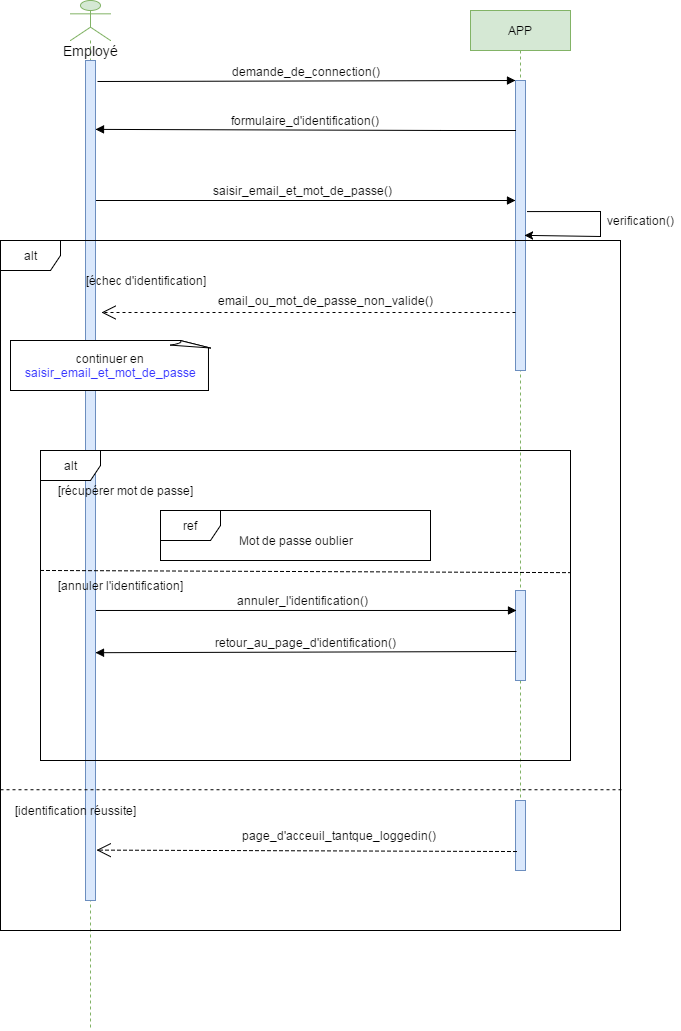 Employé
APP
demande_de_connection()
formulaire_d'identification()
saisir_email_et_mot_de_passe()
verification()
alt
[échec d'identification]
email_ou_mot_de_passe_non_valide()
continuer en
saisir_email_et_mot_de_passe
alt
[récupérer mot de passe]
ref
Mot de passe oublier
[annuler l'identification]
annuler_l'identification()
retour_au_page_d'identification()
[identification réussite]
page_d'acceuil_tantque_loggedin()